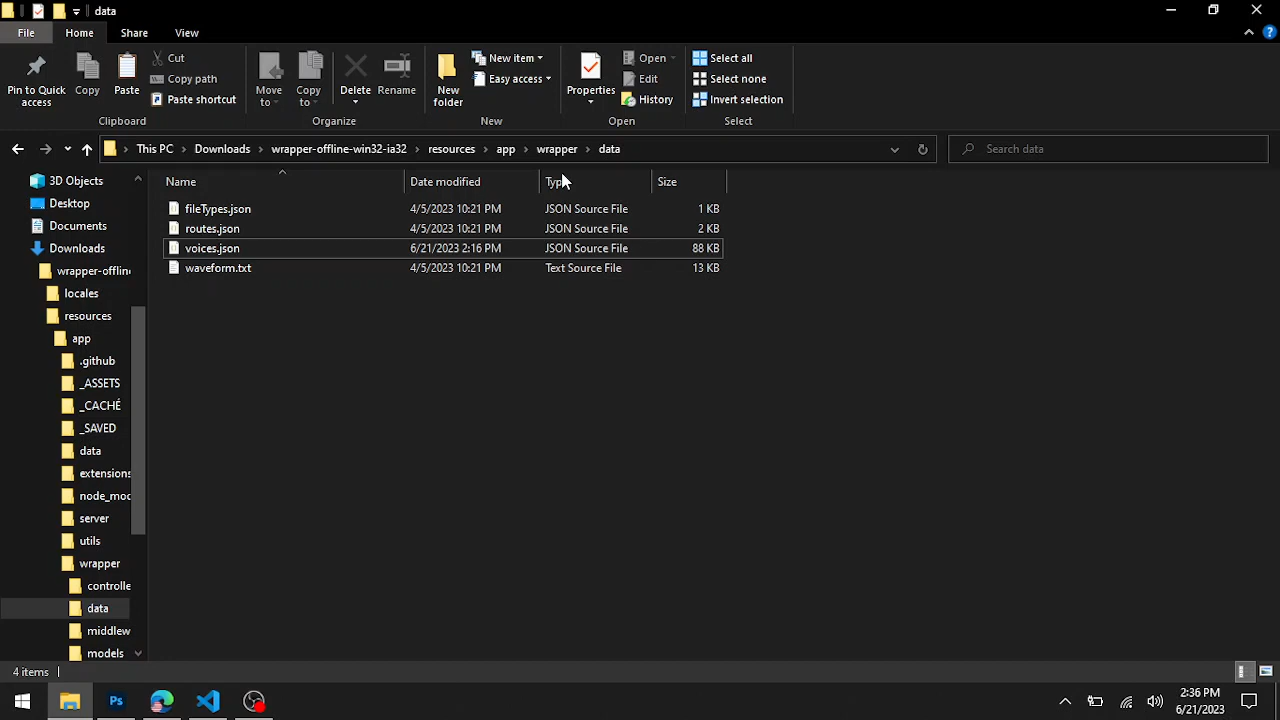 data
File Home Share View
Pin to Quick access
Copy
Paste
Cut
Copy path
Paste shortcut
Clipboard
Move to
Copy to
Delete
Rename
Organize
New folder
New item
Easy access
New
Properties
Open
Edit
History
Open
Select all
Select none
Invert selection
Select
This PC > Downloads > wrapper-offline-win32-ia32 > resources > app > wrapper > data
Search data
3D Objects
Desktop
Documents
Downloads
wrapper-offline
locales
resources
app
.github
_ASSETS
_CACHÉ
_SAVED
data
extensions
node_mod
server
utils
wrapper
controlle
data
middlew
models
Name Date modified Type Size
fileTypes.json 4/5/2023 10:21 PM JSON Source File 1 KB
routes.json 4/5/2023 10:21 PM JSON Source File 2 KB
voices.json 6/21/2023 2:16 PM JSON Source File 88 KB
waveform.txt 4/5/2023 10:21 PM Text Source File 13 KB
4 items
Ps
2:36 PM
6/21/2023